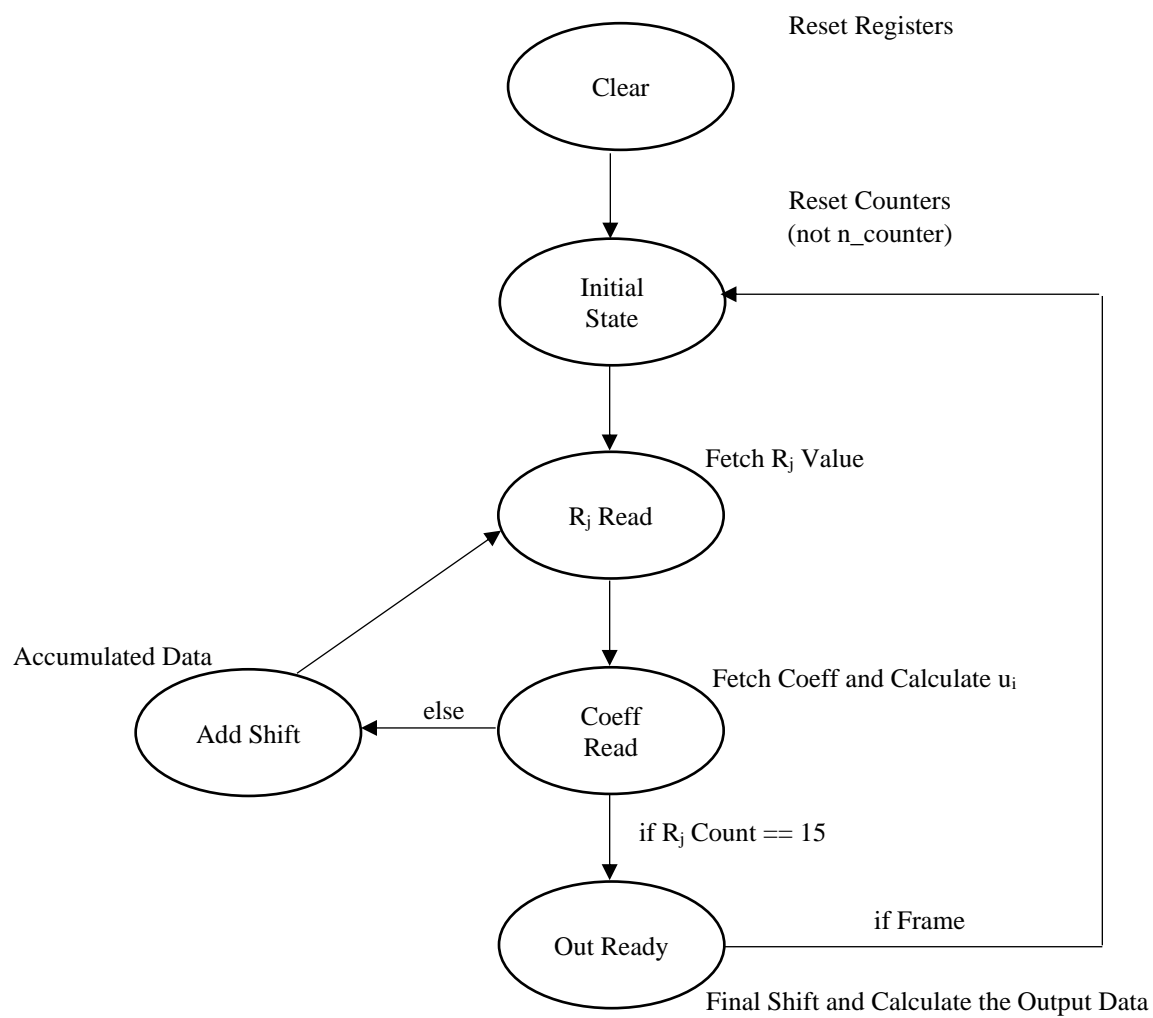 Reset Registers
Clear
Reset Counters
(not n_counter)
Initial
State
Fetch Rⱼ Value
Rⱼ Read
Accumulated Data
Fetch Coeff and Calculate uᵢ
else
Add Shift
Coeff
Read
if Rⱼ Count == 15
if Frame
Out Ready
Final Shift and Calculate the Output Data